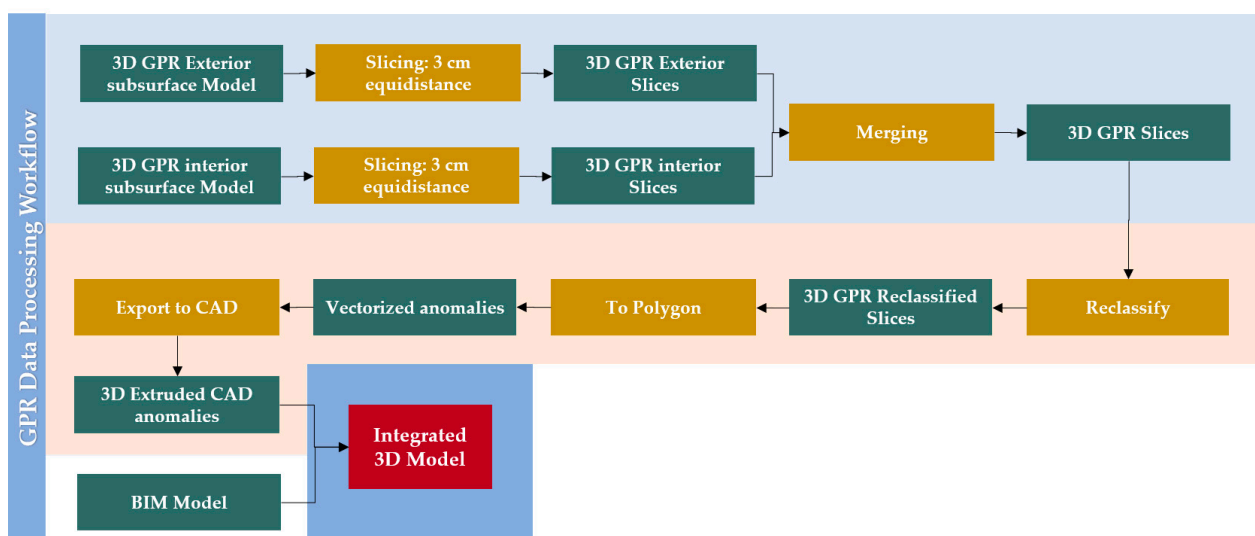 GPR Data Processing Workflow
3D GPR Exterior
subsurface Model
Slicing: 3 cm
equidistance
3D GPR Exterior
Slices
3D GPR interior
subsurface Model
Slicing: 3 cm
equidistance
3D GPR interior
Slices
Merging
3D GPR Slices
Reclassify
3D GPR Reclassified
Slices
To Polygon
Vectorized anomalies
Export to CAD
3D Extruded CAD
anomalies
BIM Model
Integrated
3D Model